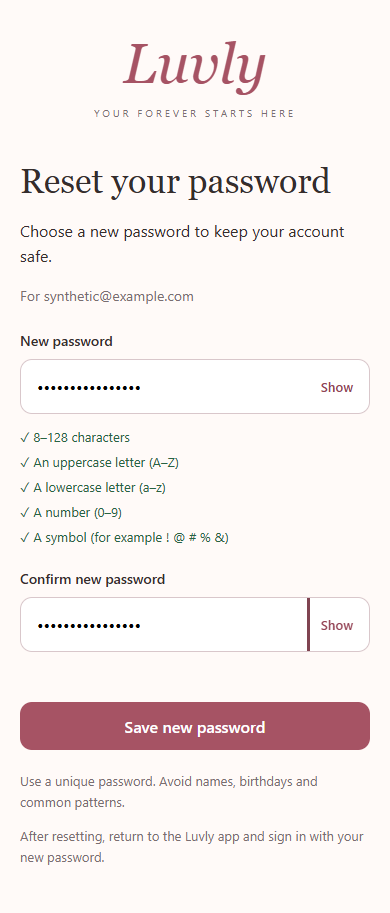 Luvly
YOUR FOREVER STARTS HERE
Reset your password
Choose a new password to keep your account
safe.
For synthetic@example.com
New password
••••••••••••••••
Show
✓ 8–128 characters
✓ An uppercase letter (A–Z)
✓ A lowercase letter (a–z)
✓ A number (0–9)
✓ A symbol (for example ! @ # % &)
Confirm new password
••••••••••••••••
Show
Save new password
Use a unique password. Avoid names, birthdays and
common patterns.
After resetting, return to the Luvly app and sign in with your
new password.